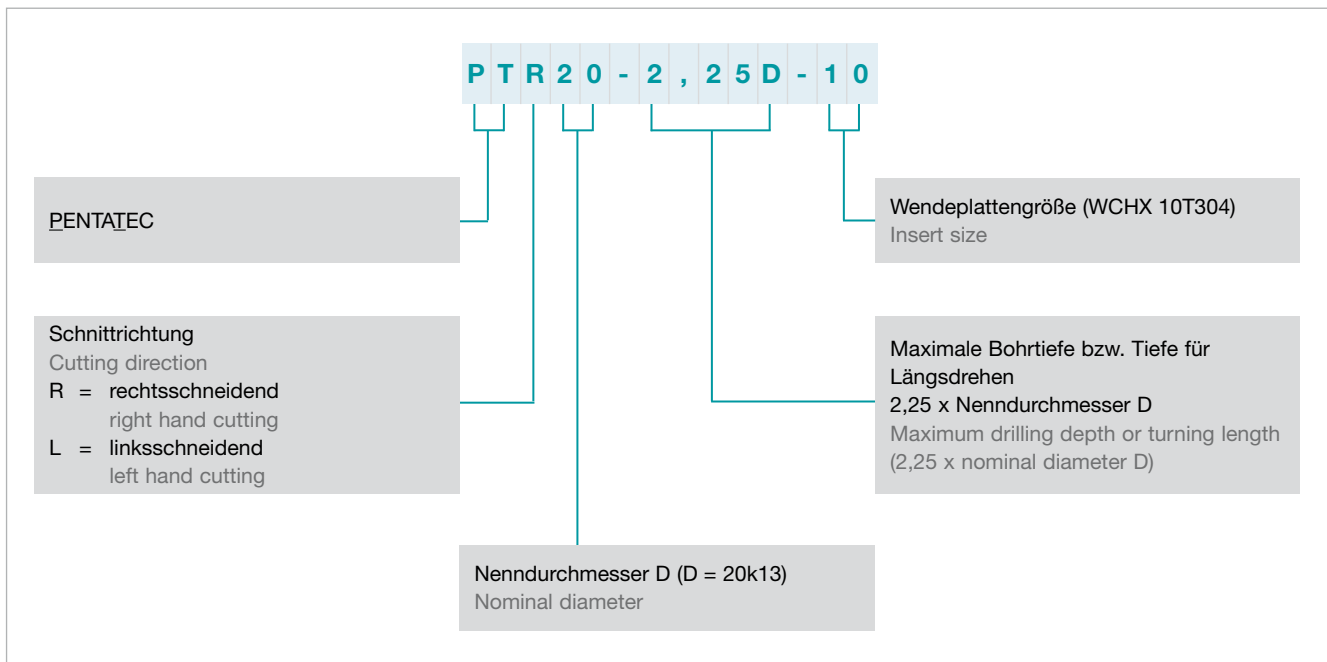 PTR20-2,25D-10
PENTATEC
Wendeplattengröße (WCHX 10T304)
Insert size
Schnittrichtung
Cutting direction
R = rechtsschneidend
right hand cutting
L = linksschneidend
left hand cutting
Maximale Bohrtiefe bzw. Tiefe für
Längsdrehen
2,25 x Nenndurchmesser D
Maximum drilling depth or turning length
(2,25 x nominal diameter D)
Nenndurchmesser D (D = 20k13)
Nominal diameter